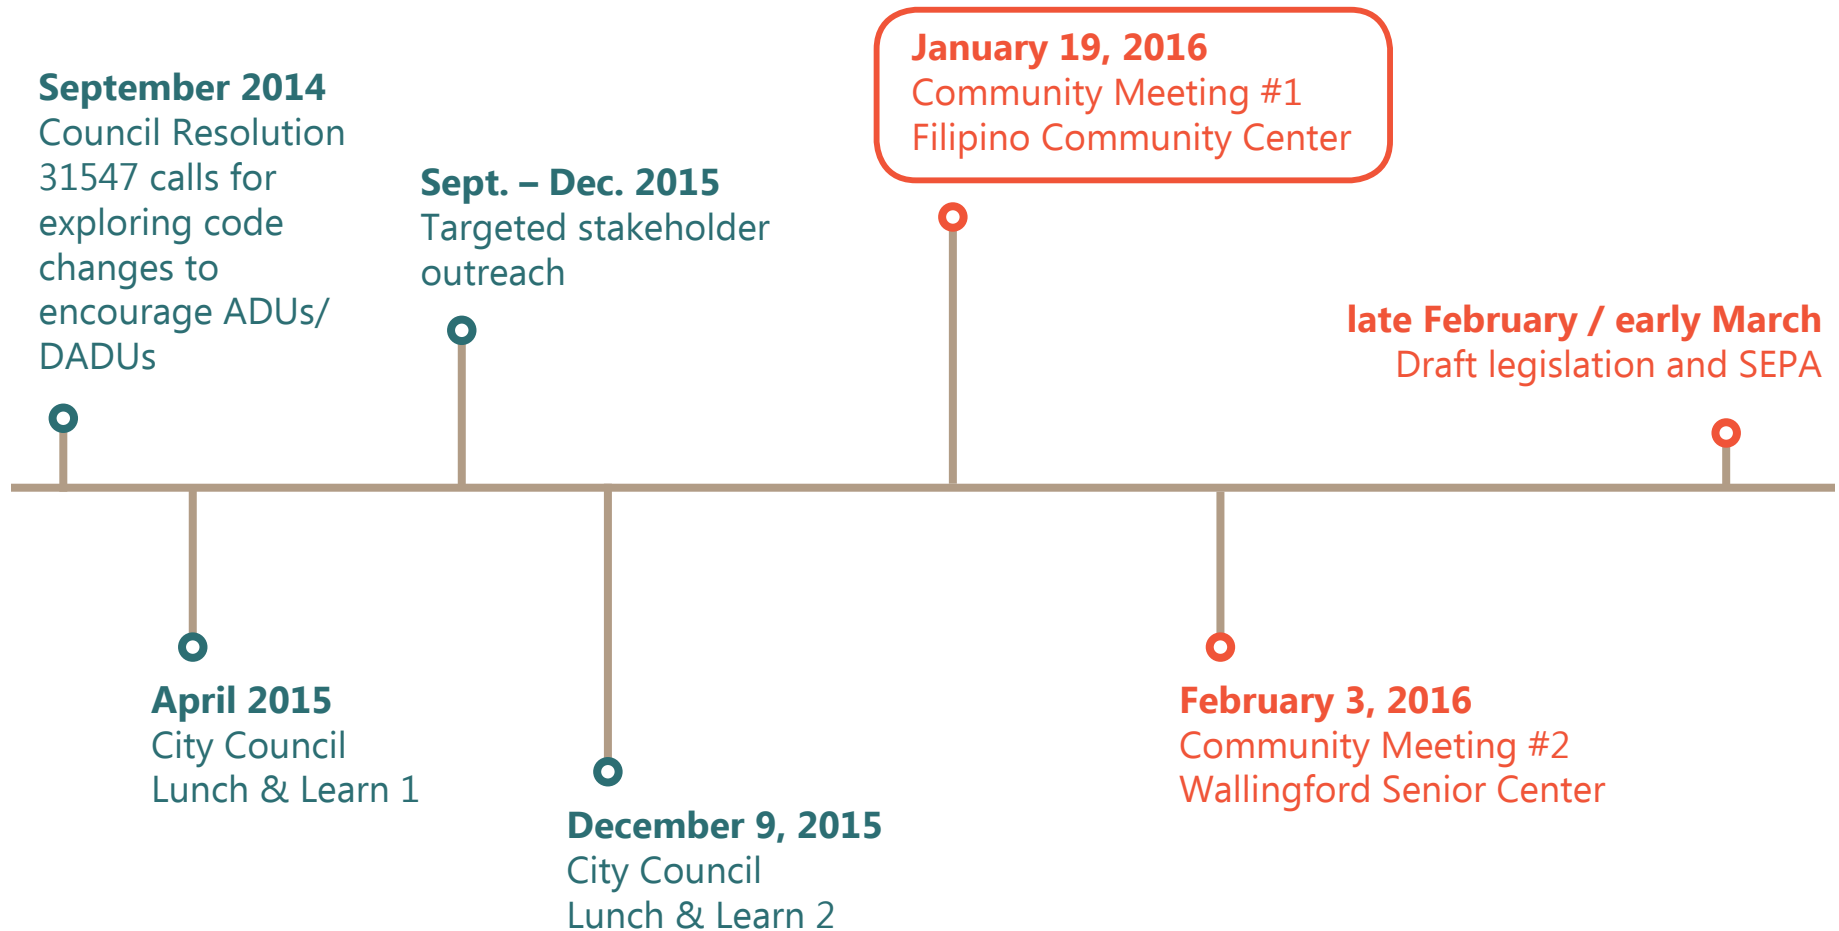 September 2014
Council Resolution
31547 calls for
exploring code
changes to
encourage ADUs/
DADUs
April 2015
City Council
Lunch & Learn 1
Sept. – Dec. 2015
Targeted stakeholder
outreach
December 9, 2015
City Council
Lunch & Learn 2
January 19, 2016
Community Meeting #1
Filipino Community Center
February 3, 2016
Community Meeting #2
Wallingford Senior Center
late February / early March
Draft legislation and SEPA